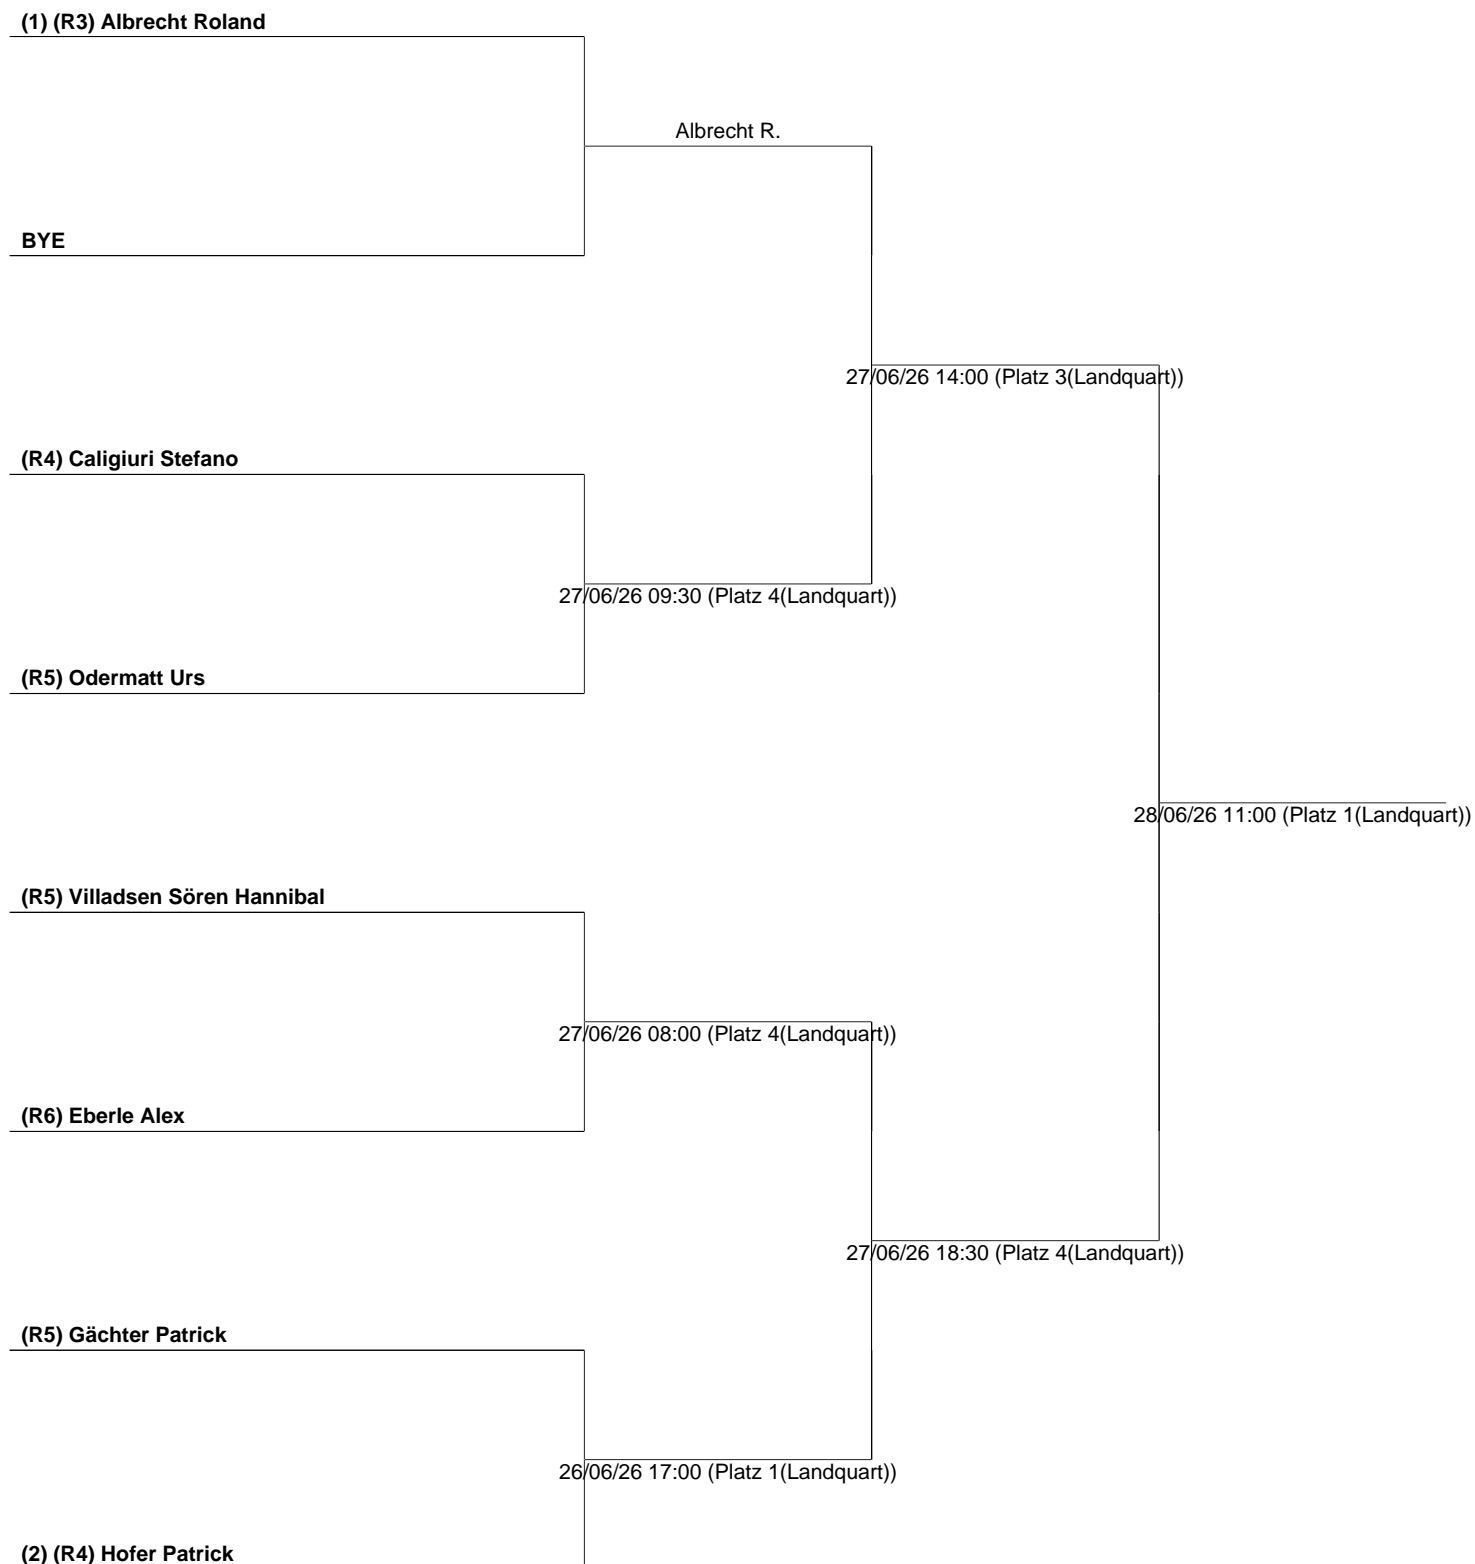 (1) (R3) Albrecht Roland
Albrecht R.
BYE
27/06/26 14:00 (Platz 3(Landquart))
(R4) Caligiuri Stefano
27/06/26 09:30 (Platz 4(Landquart))
(R5) Odermatt Urs
28/06/26 11:00 (Platz 1(Landquart))
(R5) Villadsen Sören Hannibal
27/06/26 08:00 (Platz 4(Landquart))
(R6) Eberle Alex
27/06/26 18:30 (Platz 4(Landquart))
(R5) Gächter Patrick
26/06/26 17:00 (Platz 1(Landquart))
(2) (R4) Hofer Patrick